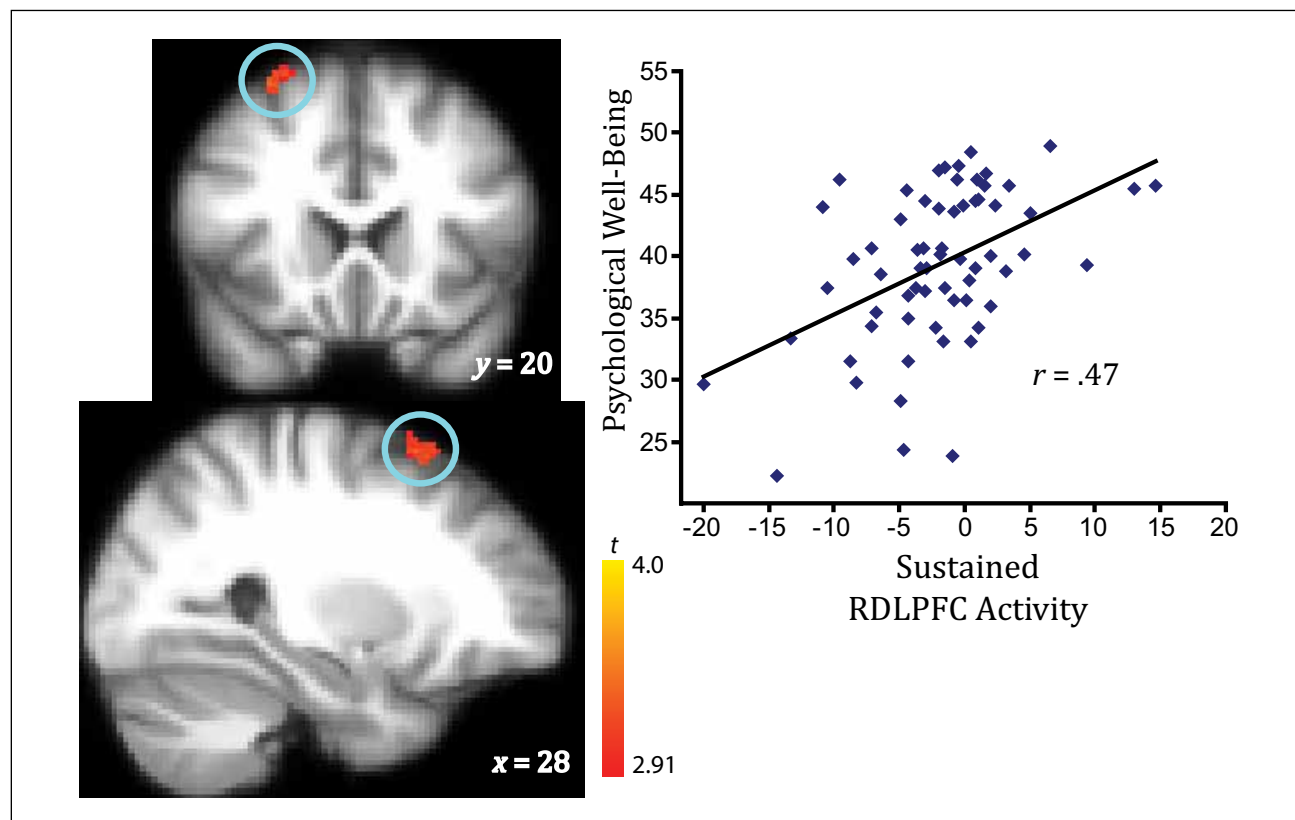 y = 20
x = 28
t
4.0
2.91
Psychological Well-Being
55
50
45
40
35
30
25
-20 -15 -10 -5 0 5 10 15 20
r = .47
Sustained
RDLPFC Activity